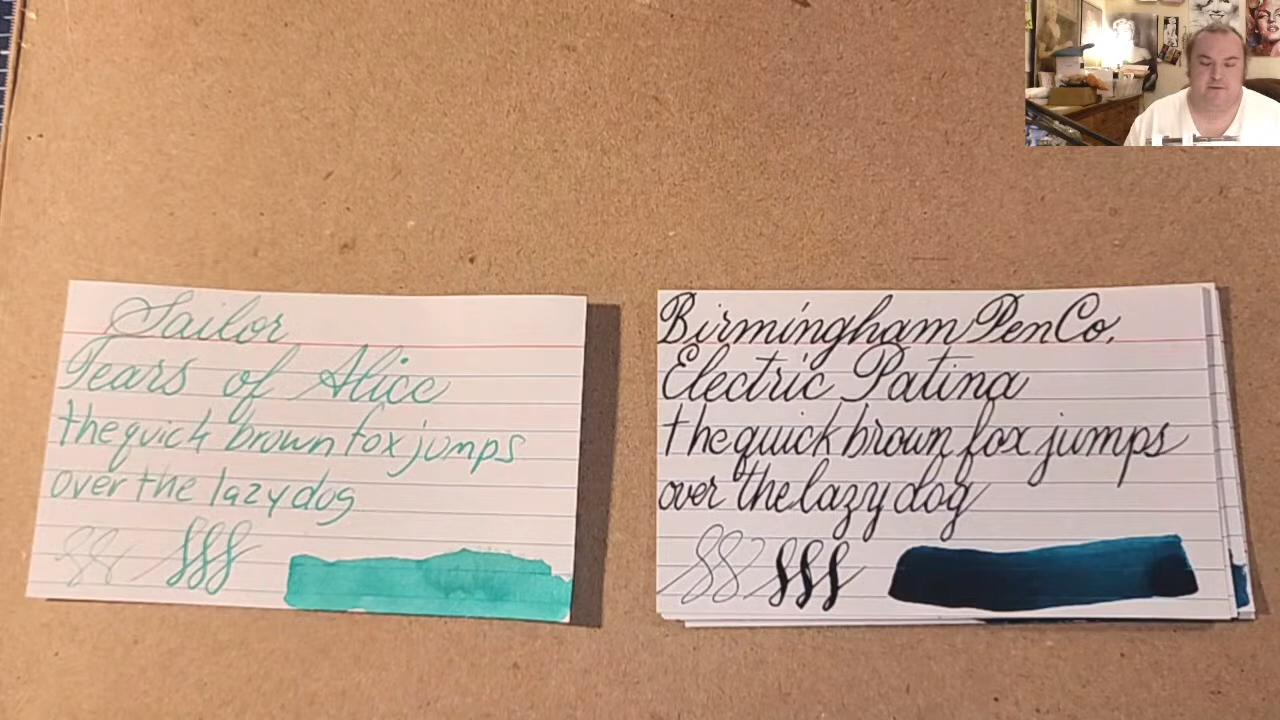 Sailor
Tears of Alice
the quick brown fox jumps
over the lazy dog
Birmingham Pen Co.
Electric Patina
the quick brown fox jumps
over the lazy dog